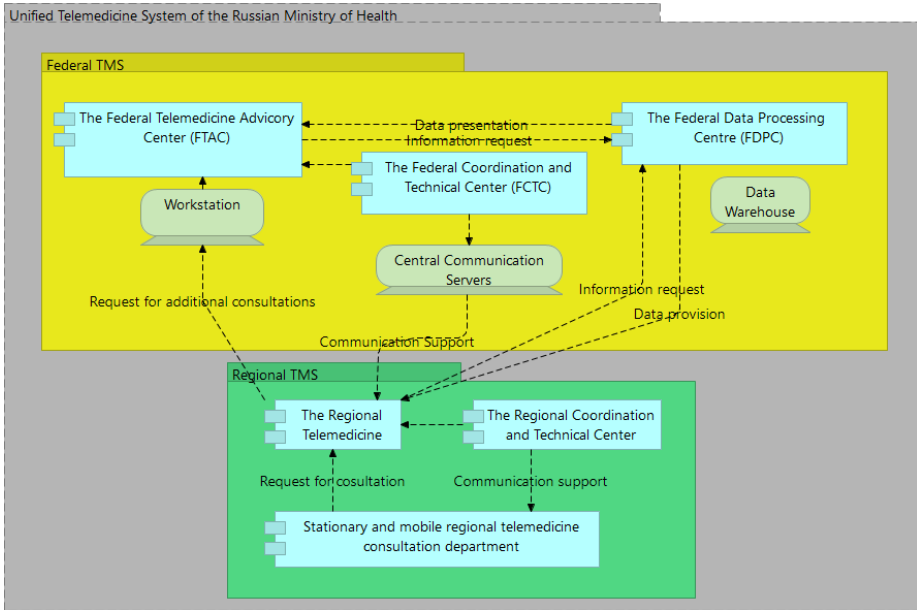 Unified Telemedicine System of the Russian Ministry of Health
Federal TMS
The Federal Telemedicine Advicory
Center (FTAC)
Data presentation
Information request
The Federal Data Processing
Centre (FDPC)
The Federal Coordination and
Technical Center (FCTC)
Workstation
Data
Warehouse
Central Communication
Servers
Request for additional consultations
Information request
Data provision
Communication Support
Regional TMS
The Regional
Telemedicine
The Regional Coordination
and Technical Center
Request for cosultation
Communication support
Stationary and mobile regional telemedicine
consultation department